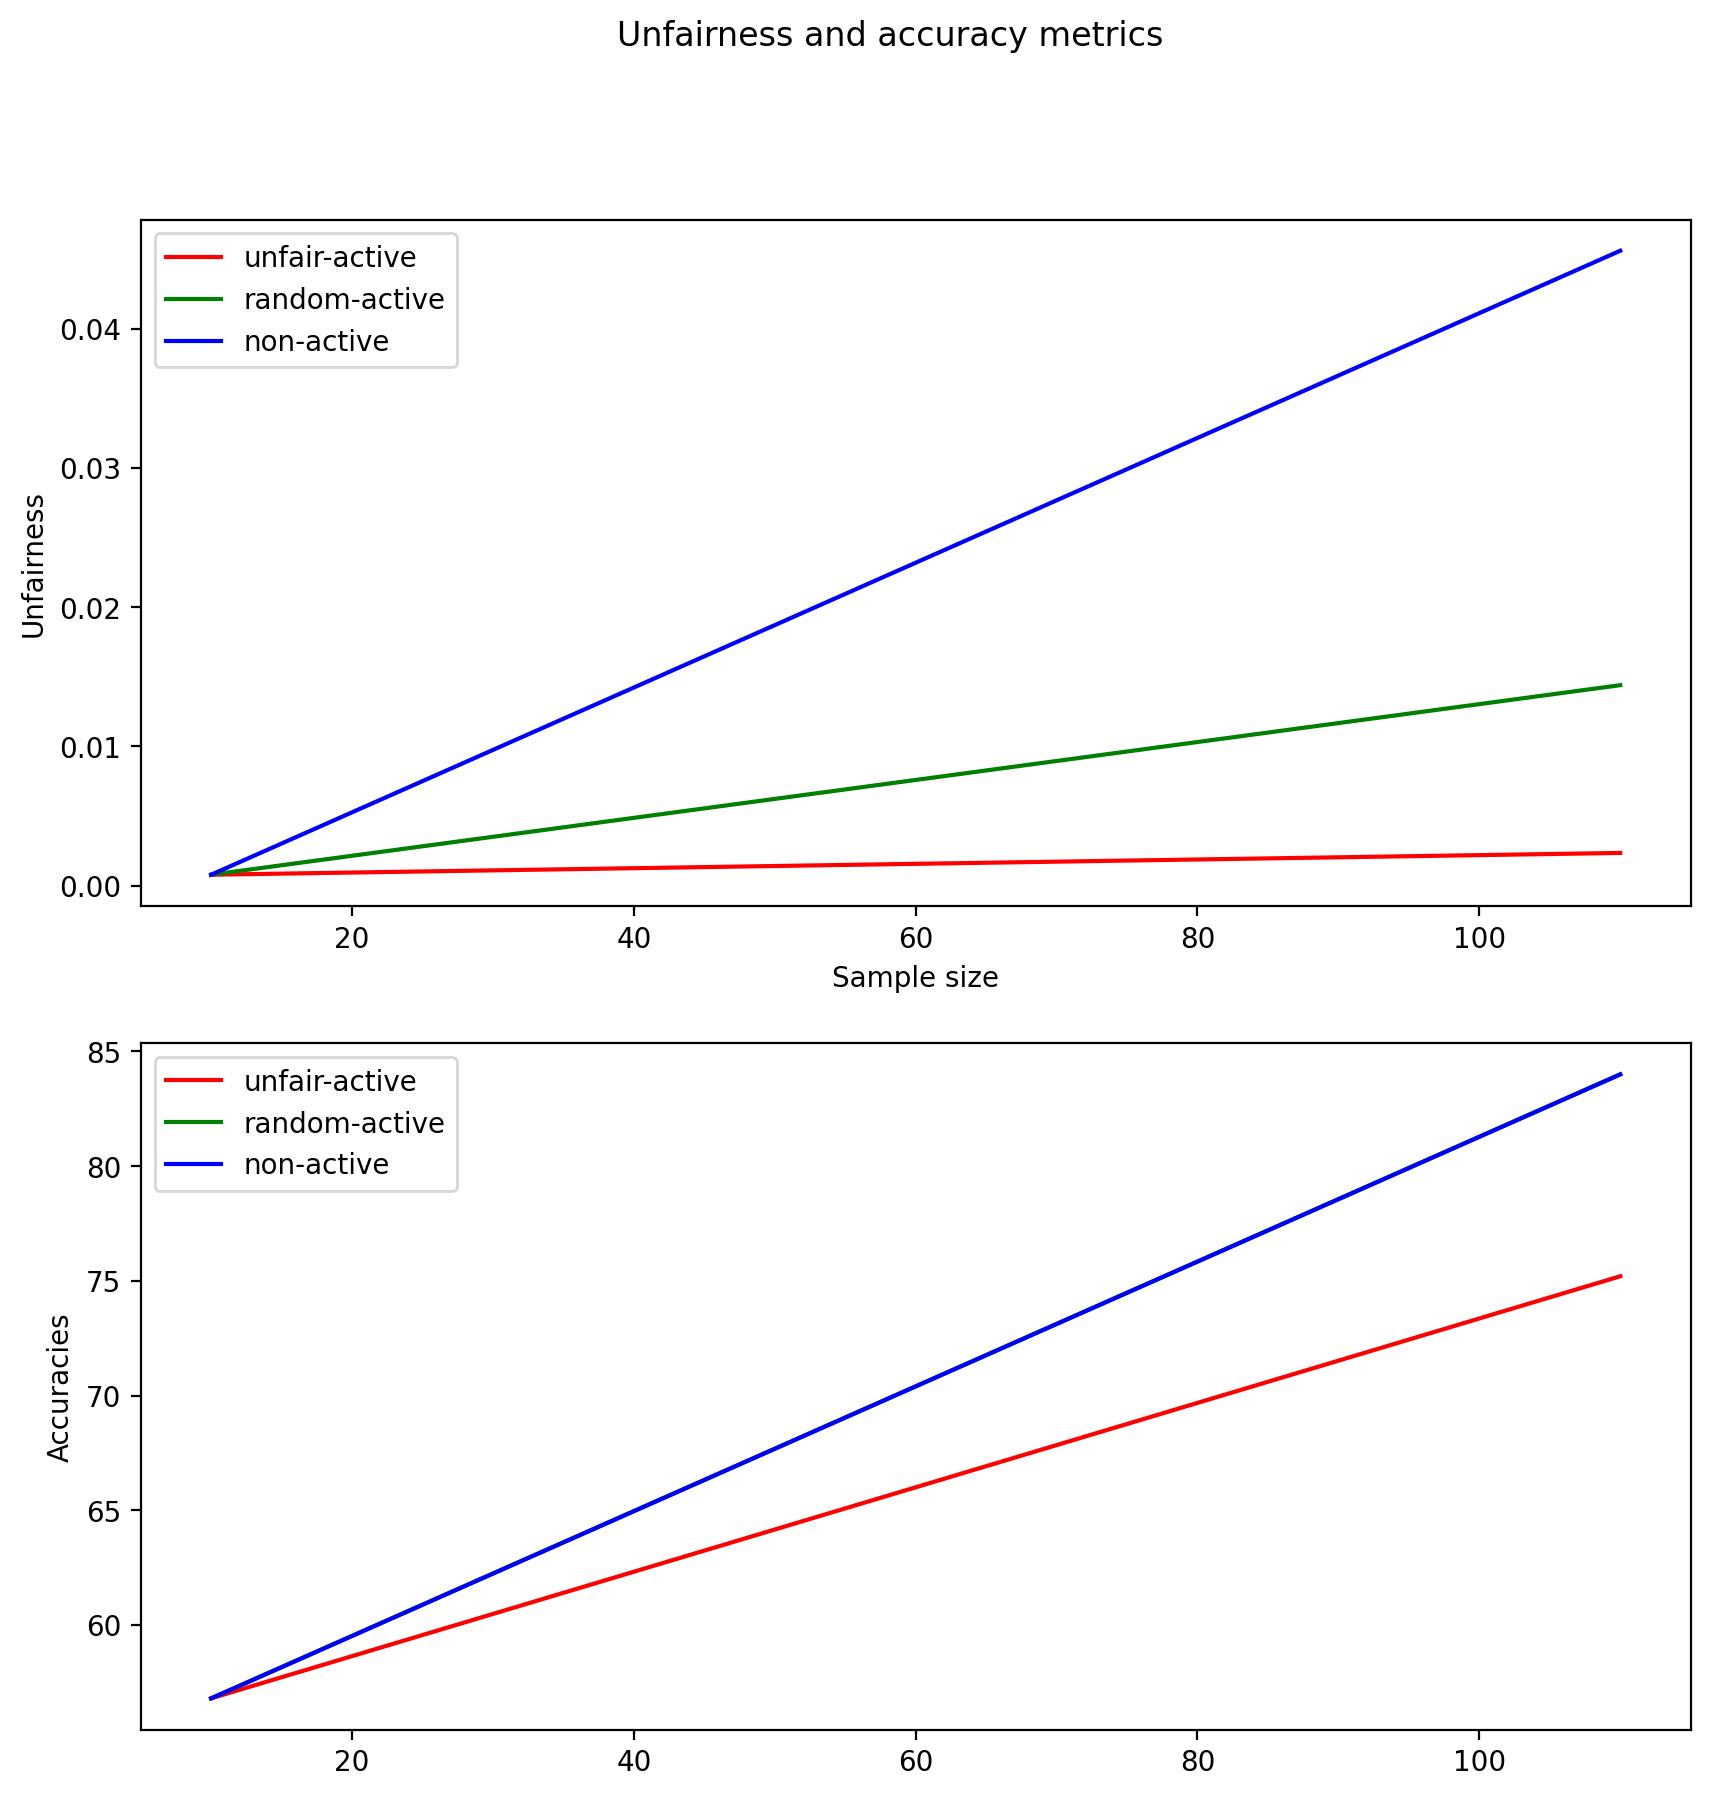 Unfairness and accuracy metrics
unfair-active
random-active
non-active
0.04
0.03
0.02
0.01
0.00
Unfairness
20 40 60 80 100
Sample size
unfair-active
random-active
non-active
85
80
75
70
65
60
Accuracies
20 40 60 80 100